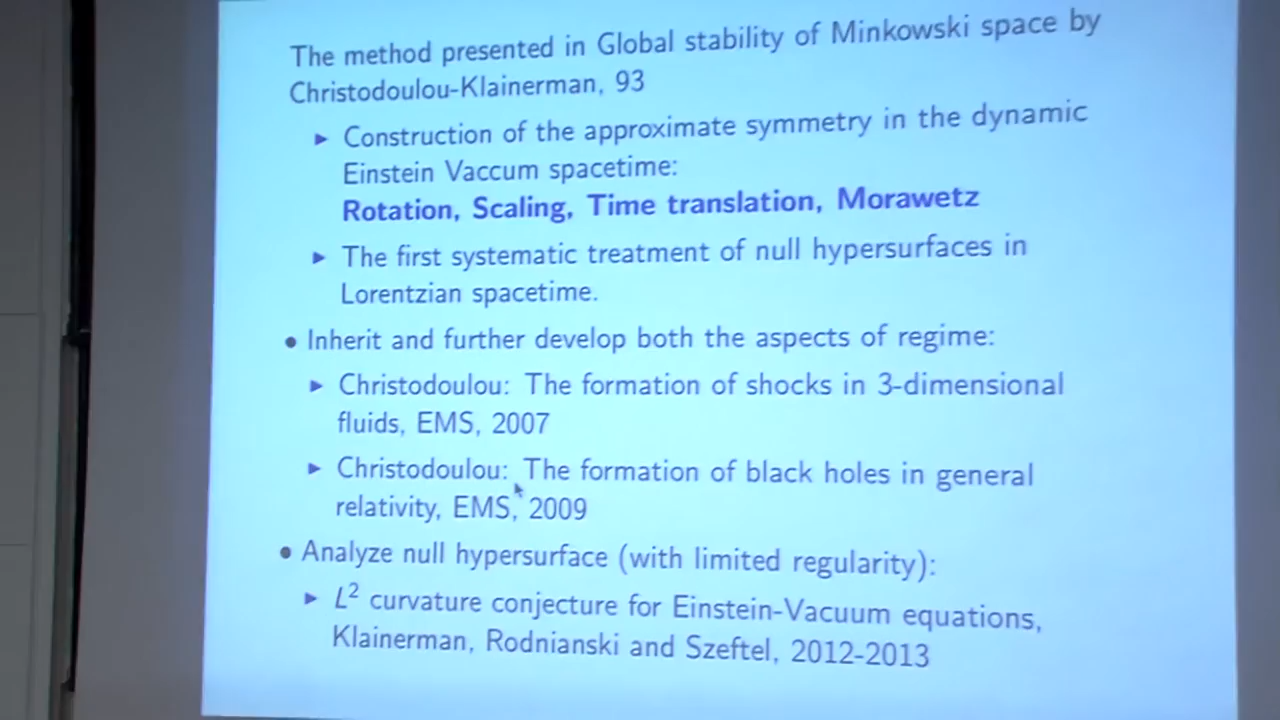 The method presented in Global stability of Minkowski space by
Christodoulou-Klainerman, 93
► Construction of the approximate symmetry in the dynamic
Einstein Vaccum spacetime:
Rotation, Scaling, Time translation, Morawetz
► The first systematic treatment of null hypersurfaces in
Lorentzian spacetime.
• Inherit and further develop both the aspects of regime:
► Christodoulou: The formation of shocks in 3-dimensional
fluids, EMS, 2007
► Christodoulou: The formation of black holes in general
relativity, EMS, 2009
• Analyze null hypersurface (with limited regularity):
► L² curvature conjecture for Einstein-Vacuum equations,
Klainerman, Rodnianski and Szeftel, 2012-2013